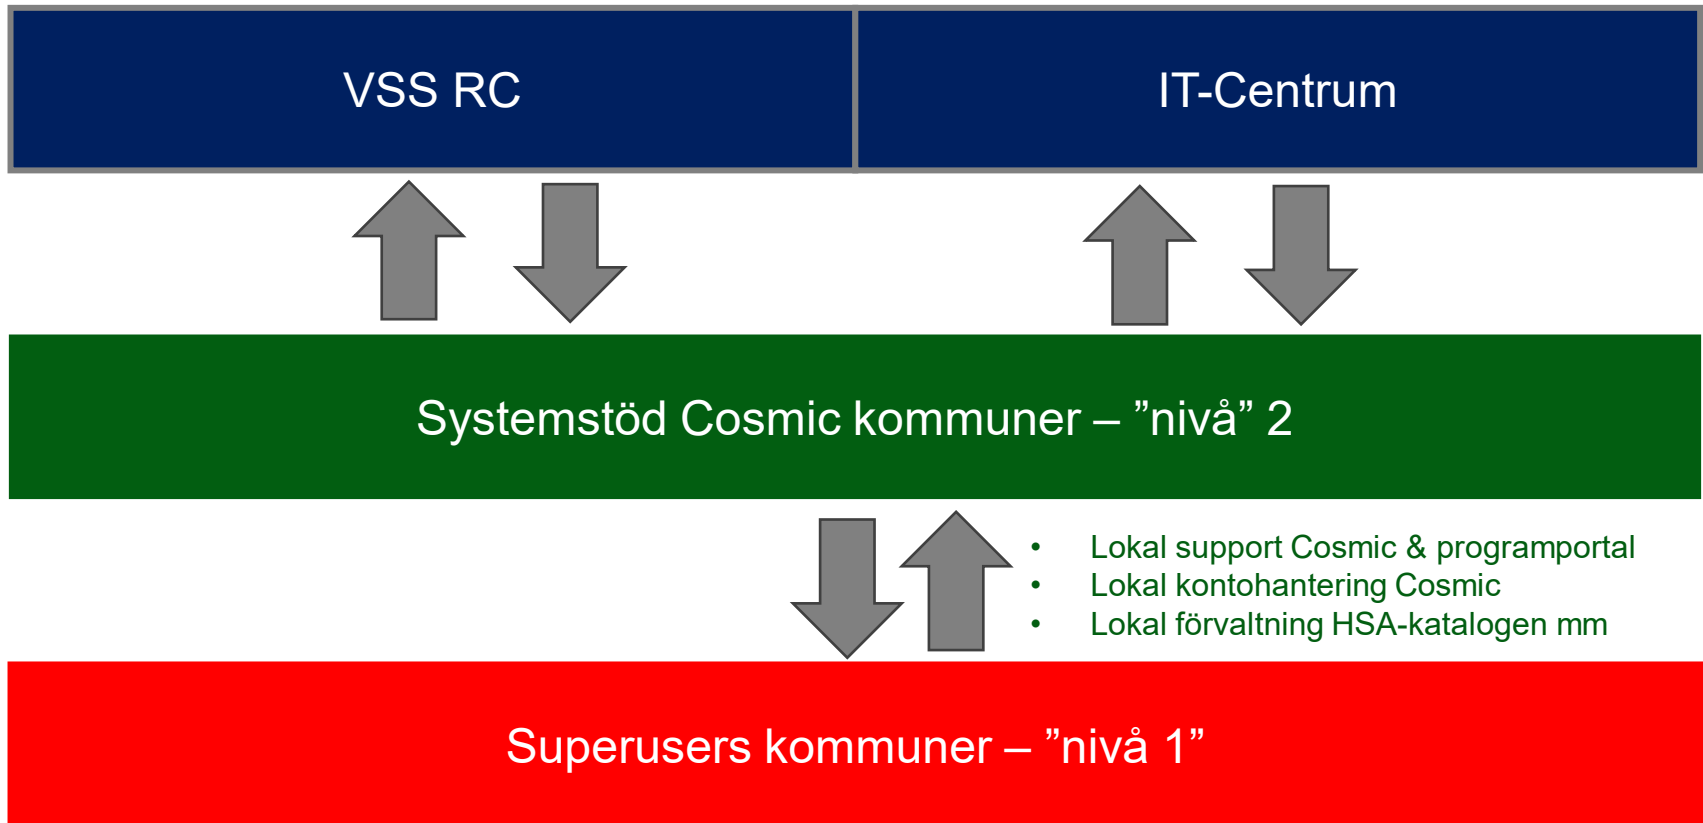 VSS RC
IT-Centrum
Systemstöd Cosmic kommuner – ”nivå” 2
• Lokal support Cosmic & programportal
• Lokal kontohantering Cosmic
• Lokal förvaltning HSA-katalogen mm
Superusers kommuner – ”nivå 1”